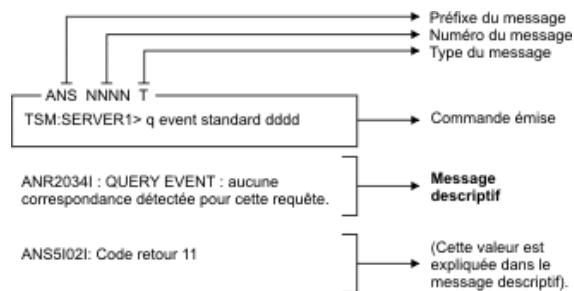 Préfixe du message
Numéro du message
Type du message
ANS NNNN T
TSM:SERVER1> q event standard dddd
Commande émise
ANR2034I : QUERY EVENT : aucune
correspondance détectée pour cette requête.
Message
descriptif
ANS5I02I: Code retour 11
(Cette valeur est
expliquée dans le
message descriptif).